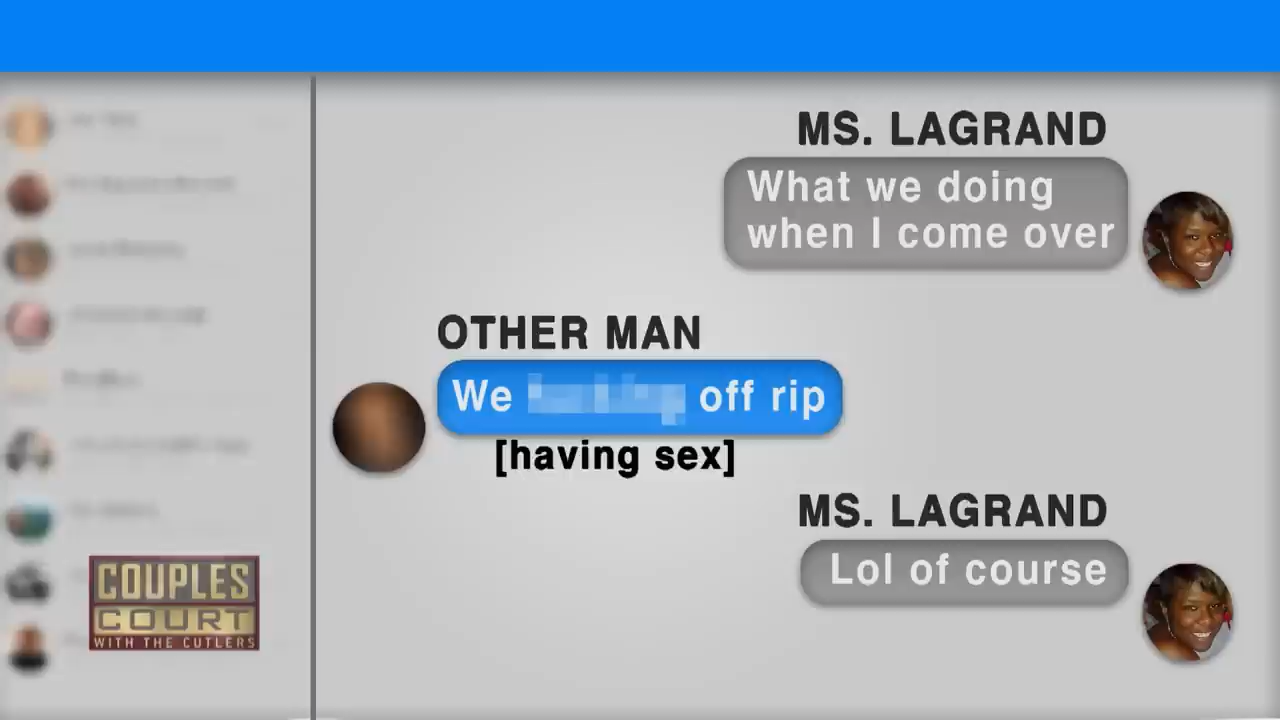 MS. LAGRAND
What we doing
when I come over
OTHER MAN
We off rip
[having sex]
MS. LAGRAND
Lol of course
COUPLES
COURT
WITH THE CUTLERS